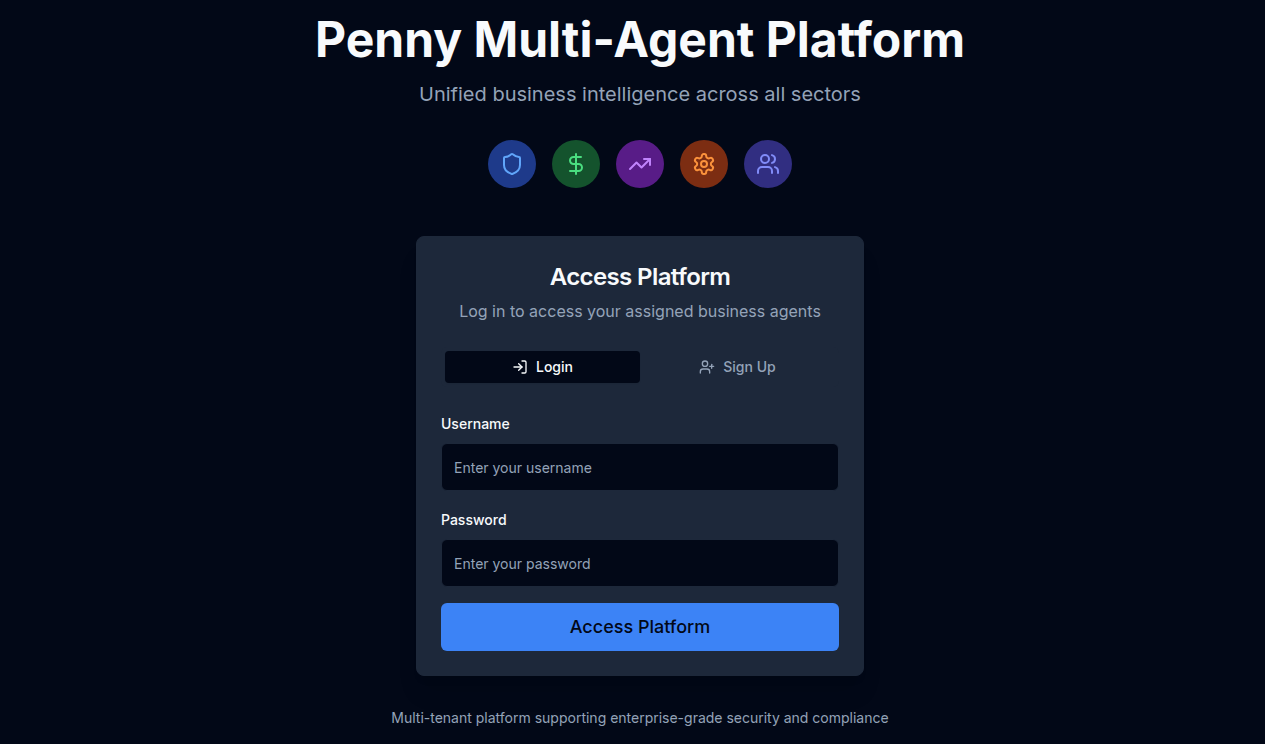 Penny Multi-Agent Platform
Unified business intelligence across all sectors
Access Platform
Log in to access your assigned business agents
Login
Sign Up
Username
Enter your username
Password
Enter your password
Access Platform
Multi-tenant platform supporting enterprise-grade security and compliance